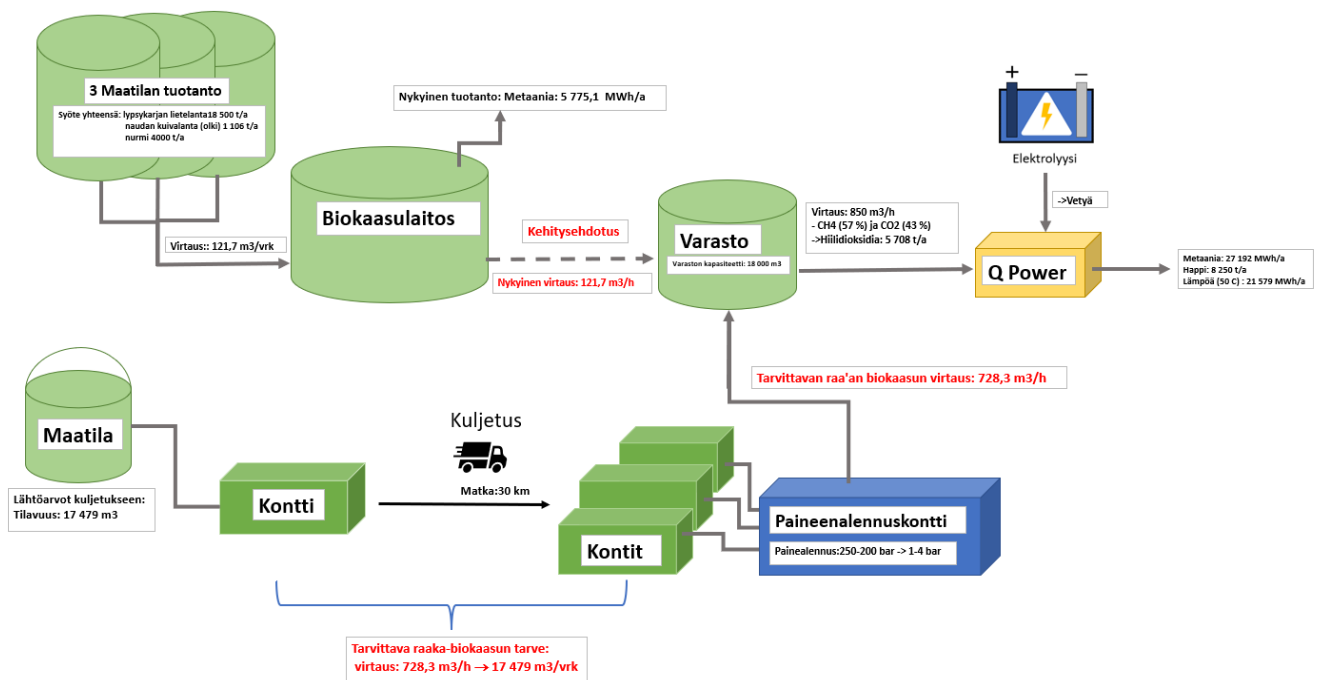 3 Maatilan tuotanto
Syöte yhteensä: lypsykarjan lietelanta18 500 t/a
naudan kuivalanta (olki) 1 106 t/a
nurmi 4000 t/a
Nykyinen tuotanto: Metaania: 5 775,1 MWh/a
+
−
Elektrolyysi
->Vetyä
Virtaus:: 121,7 m3/vrk
Biokaasulaitos
Kehitysehdotus
Nykyinen virtaus: 121,7 m3/h
Varasto
Varaston kapasiteetti: 18 000 m3
Virtaus: 850 m3/h
- CH4 (57 %) ja CO2 (43 %)
->Hiilidioksidia: 5 708 t/a
Q Power
Metaania: 27 192 MWh/a
Happi: 8 250 t/a
Lämpöä (50 C) : 21 579 MWh/a
Tarvittavan raa'an biokaasun virtaus: 728,3 m3/h
Maatila
Lähtöarvot kuljetukseen:
Tilavuus: 17 479 m3
Kontti
Kuljetus
Matka:30 km
Kontit
Paineenalennuskontti
Painealennus:250-200 bar -> 1-4 bar
Tarvittava raaka-biokaasun tarve:
virtaus: 728,3 m3/h → 17 479 m3/vrk